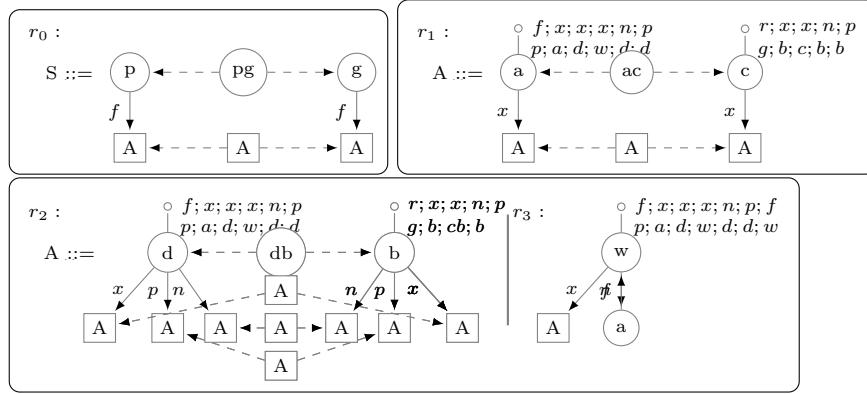 r₀ :
S ::=
p
pg
g
f
f
A
A
A
r₁ :
f; x; x; x; n; p
p; a; d; w; d; d
r; x; x; n; p
g; b; c; b; b
A ::=
a
ac
c
x
x
A
A
A
r₂ :
f; x; x; x; n; p
p; a; d; w; d; d
r; x; x; n; p
g; b; cb; b
A ::=
d
db
b
x
p
n
A
n
p
x
A
A
A
A
A
A
A
A
r₃ :
f; x; x; x; n; p; f
p; a; d; w; d; d; w
w
x
A
a